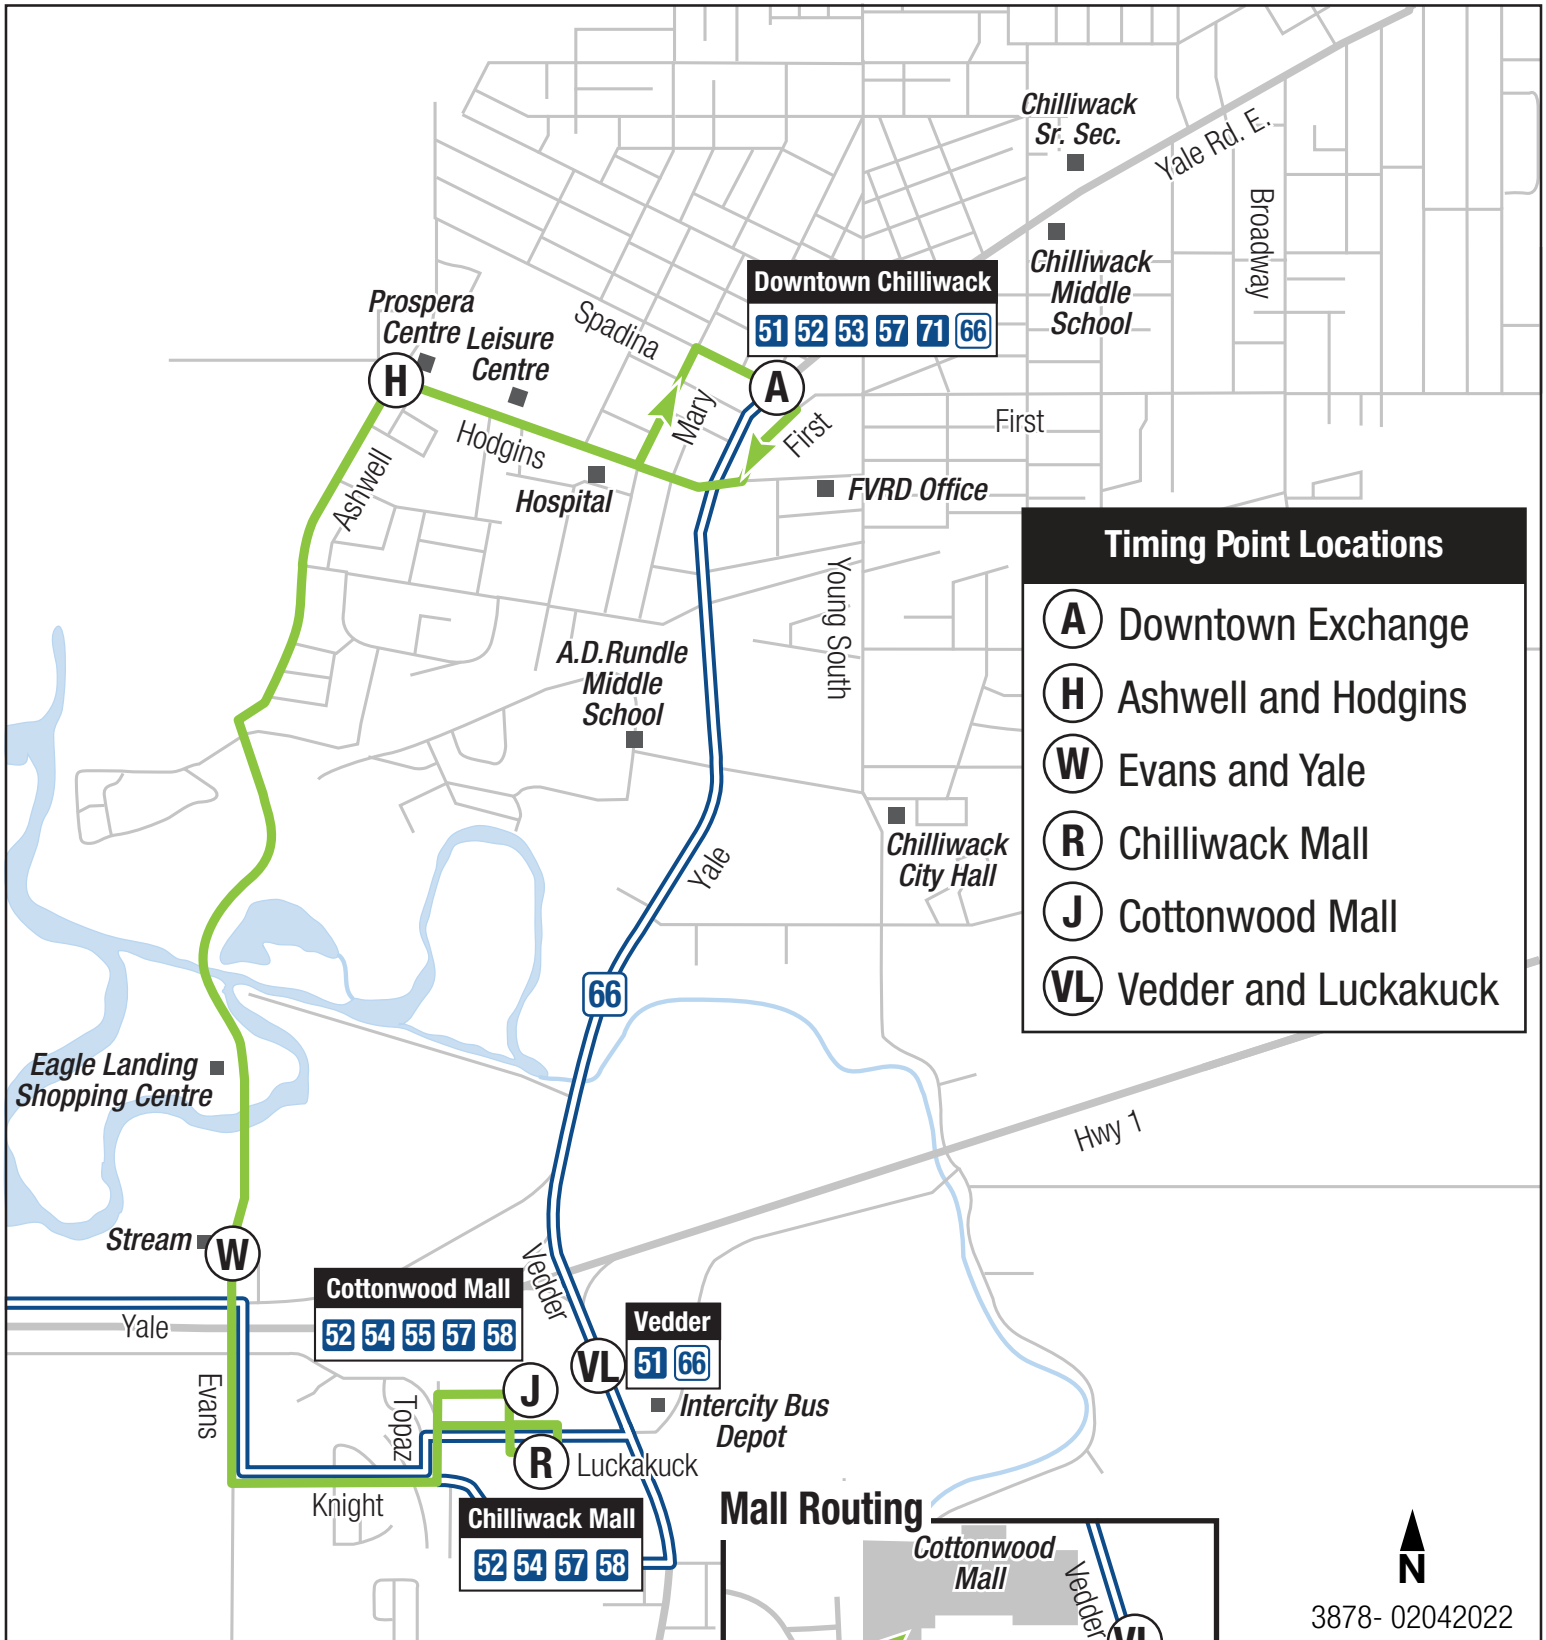 Chilliwack
Sr. Sec.
Yale Rd. E.
Broadway
Chilliwack
Middle
School
Downtown Chilliwack
51 52 53 57 71 66
Prospera
Centre
Leisure
Centre
Spadina
H
A
Mary
First
First
Hodgins
Ashwell
Hospital
FVRD Office
Timing Point Locations
A Downtown Exchange
H Ashwell and Hodgins
W Evans and Yale
R Chilliwack Mall
J Cottonwood Mall
VL Vedder and Luckakuck
Young South
A.D.Rundle
Middle
School
Chilliwack
City Hall
Yale
66
Eagle Landing
Shopping Centre
Hwy 1
Stream
W
Vedder
Cottonwood Mall
52 54 55 57 58
Yale
Vedder
51 66
VL
J
Evans
Topaz
Intercity Bus
Depot
R
Luckakuck
Knight
Chilliwack Mall
52 54 57 58
Mall Routing
Cottonwood
Mall
Vedder
VL
N
3878- 02042022